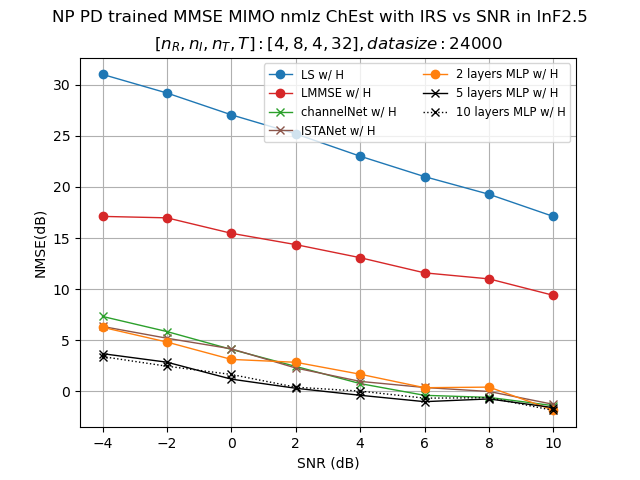 NP PD trained MMSE MIMO nmlz ChEst with IRS vs SNR in InF2.5
[n_R, n_I, n_T, T] : [4, 8, 4, 32], datasize : 24000
LS w/ H
LMMSE w/ H
channelNet w/ H
ISTANet w/ H
2 layers MLP w/ H
5 layers MLP w/ H
10 layers MLP w/ H
NMSE(dB)
30
25
20
15
10
5
0
−4 −2 0 2 4 6 8 10
SNR (dB)